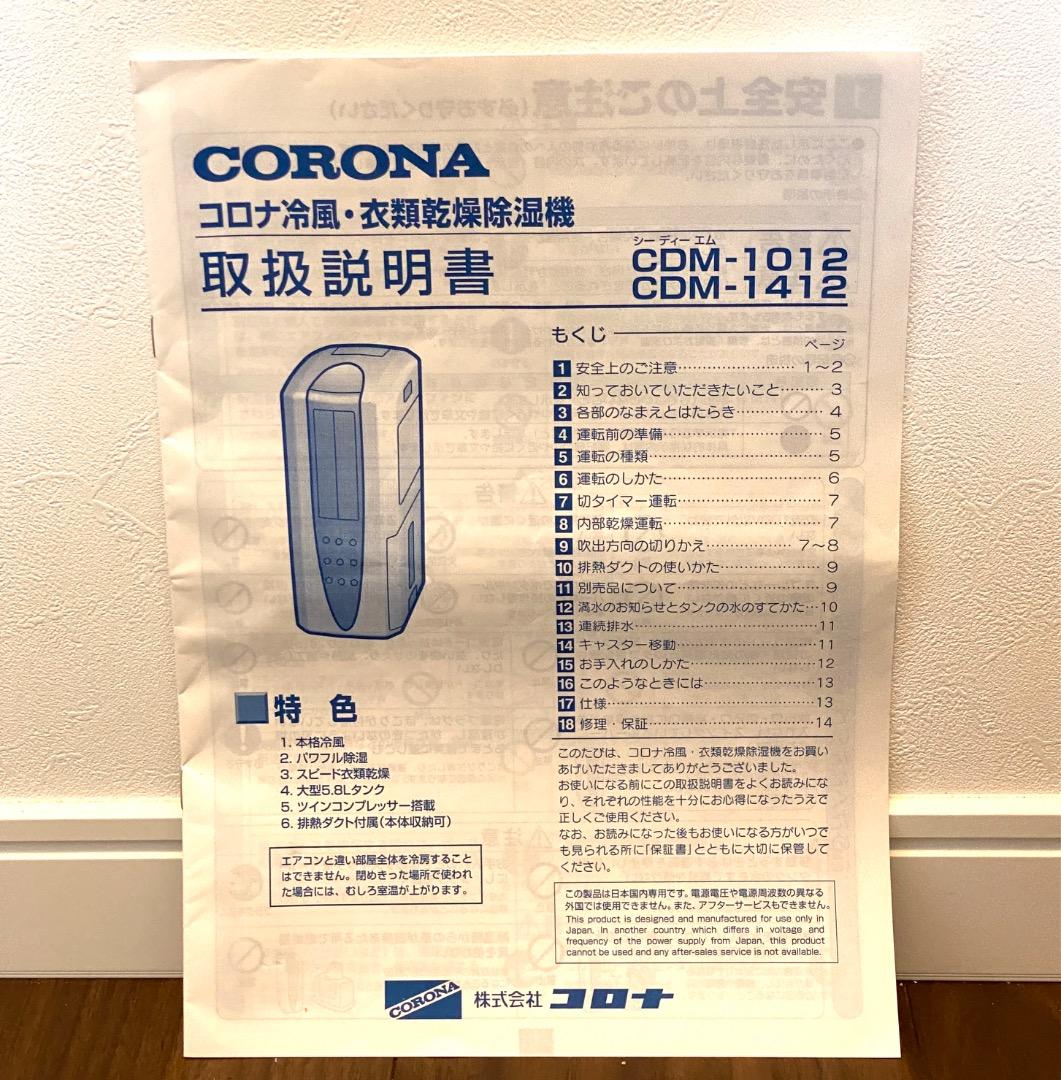 CORONA
コロナ冷風・衣類乾燥除湿機
取扱説明書
シー ディー エム
CDM-1012
CDM-1412
もくじ
ページ
1 安全上のご注意 1～2
2 知っておいていただきたいこと 3
3 各部のなまえとはたらき 4
4 運転前の準備 5
5 運転の種類 5
6 運転のしかた 6
7 切タイマー運転 7
8 内部乾燥運転 7
9 吹出方向の切りかえ 7～8
10 排熱ダクトの使いかた 9
11 別売品について 9
12 満水のお知らせとタンクの水のすてかた 10
13 連続排水 11
14 キャスター移動 11
15 お手入れのしかた 12
16 このようなときには 13
17 仕様 13
18 修理・保証 14
特 色
1. 本格冷風
2. パワフル除湿
3. スピード衣類乾燥
4. 大型5.8Lタンク
5. ツインコンプレッサー搭載
6. 排熱ダクト付属(本体収納可)
エアコンと違い部屋全体を冷房すること
はできません。閉めきった場所で使われ
た場合には、むしろ室温が上がります。
このたびは、コロナ冷風・衣類乾燥除湿機をお買い
あげいただきましてありがとうございました。
お使いになる前にこの取扱説明書をよくお読みにな
り、それぞれの性能を十分にお心得になったうえで
正しくご使用ください。
なお、お読みになった後もお使いになる方がいつで
も見られる所に「保証書」とともに大切に保管して
ください。
この製品は日本国内専用です。電源電圧や電源周波数の異なる
外国では使用できません。また、アフターサービスもできません。
This product is designed and manufactured for use only in
Japan. In another country which differs in voltage and
frequency of the power supply from Japan, this product
cannot be used and any after-sales service is not available.
CORONA 株式会社 コロナ